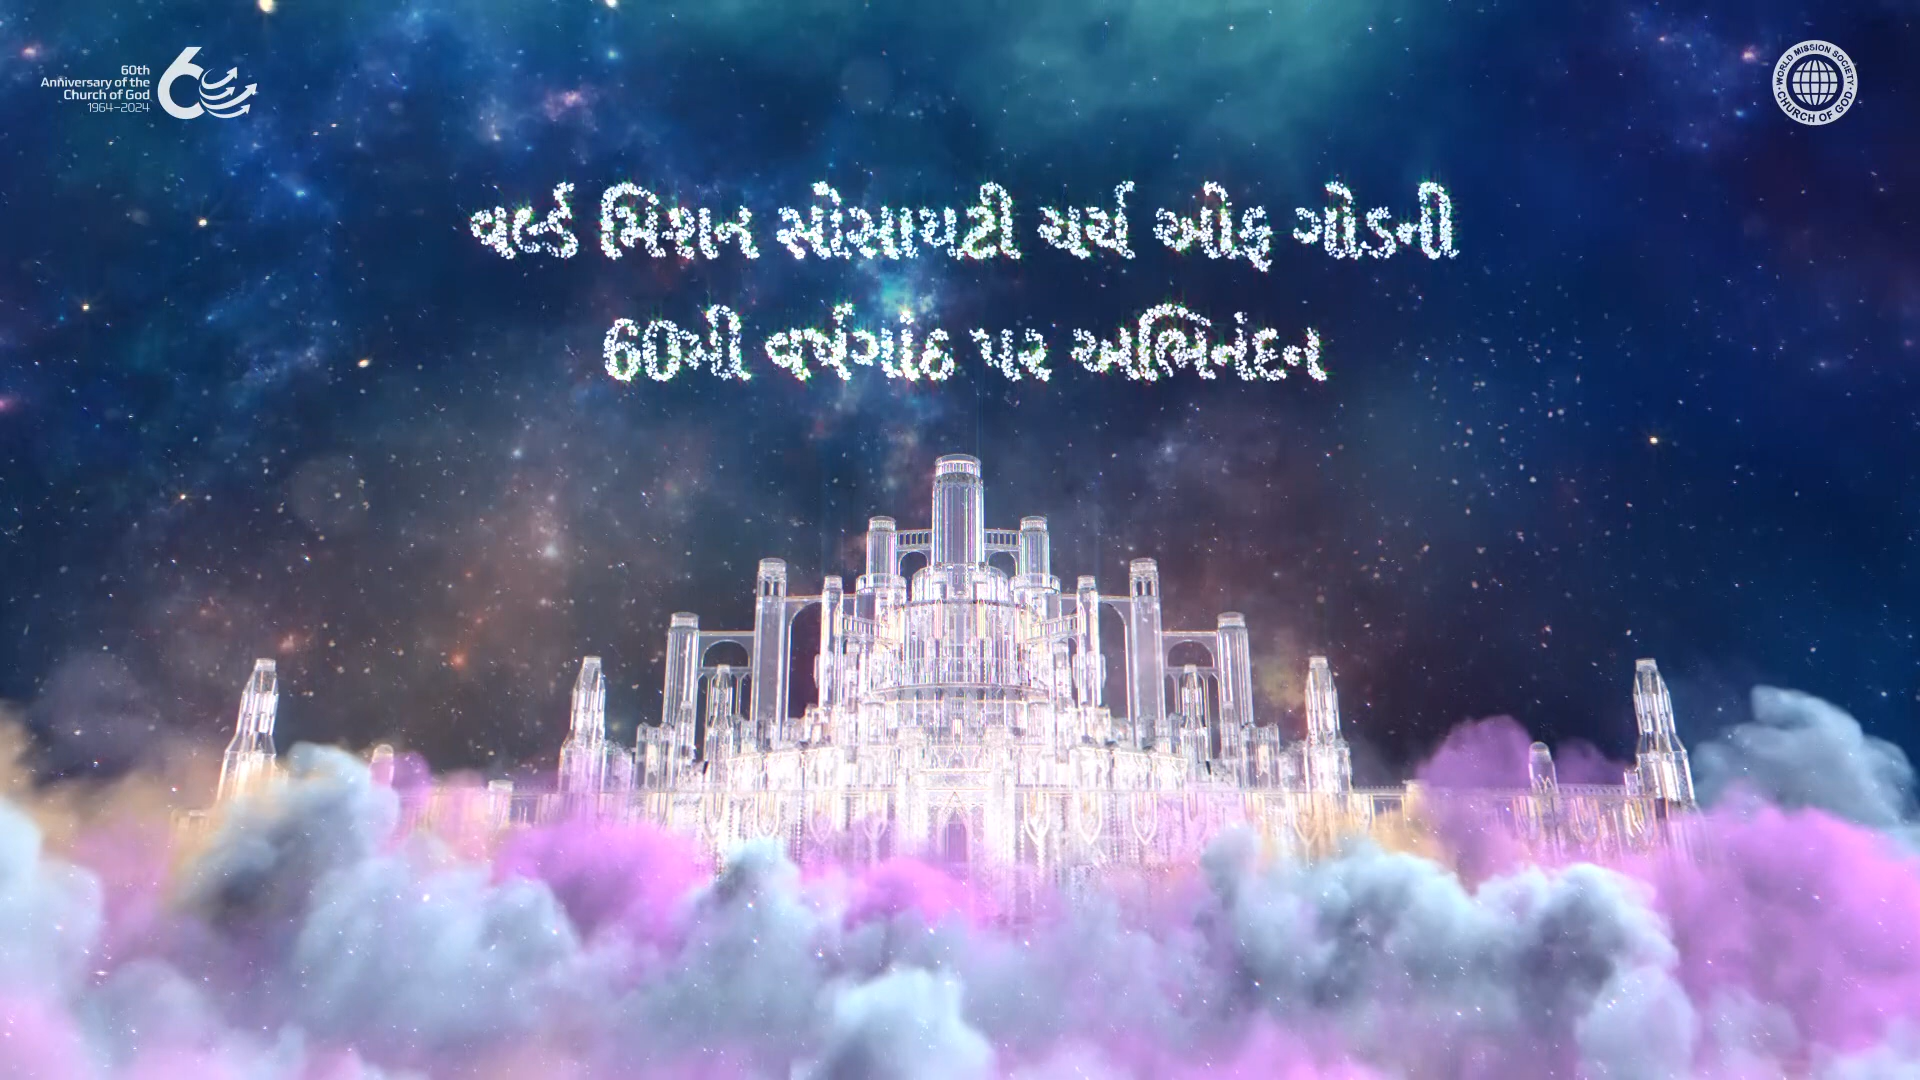 60th
Anniversary of the
Church of God
1964–2024
60
WORLD MISSION SOCIETY
CHURCH OF GOD
વર્લ્ડ મિશન સોસાયટી ચર્ચ ઓફ ગોડની
60મી વર્ષગાંઠ પર અભિનંદન